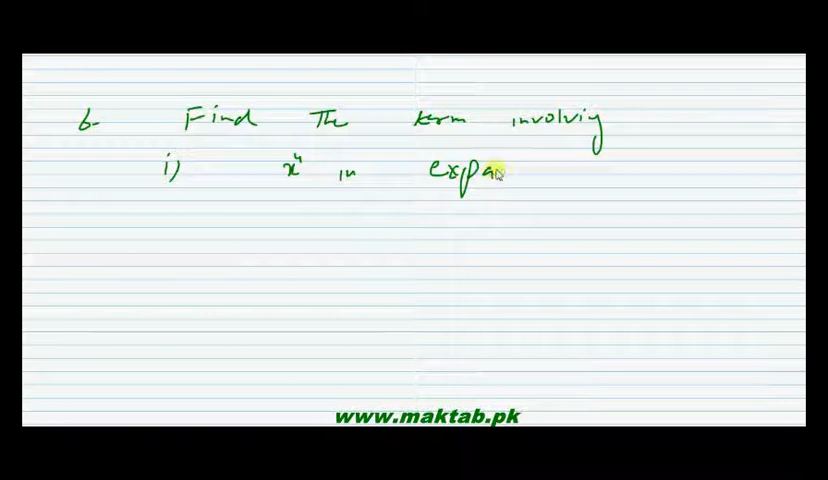 6- Find The term involving
i) x⁴ in expa
www.maktab.pk